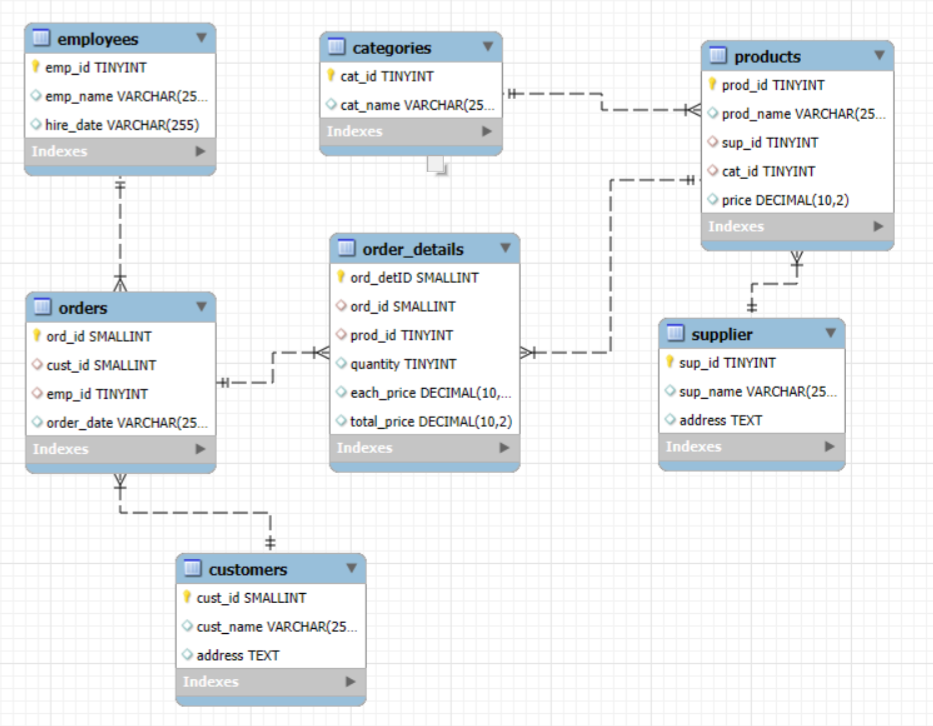 employees
emp_id TINYINT
emp_name VARCHAR(25...
hire_date VARCHAR(255)
Indexes
categories
cat_id TINYINT
cat_name VARCHAR(25...
Indexes
products
prod_id TINYINT
prod_name VARCHAR(25...
sup_id TINYINT
cat_id TINYINT
price DECIMAL(10,2)
Indexes
order_details
ord_detID SMALLINT
ord_id SMALLINT
prod_id TINYINT
quantity TINYINT
each_price DECIMAL(10,...
total_price DECIMAL(10,2)
Indexes
orders
ord_id SMALLINT
cust_id SMALLINT
emp_id TINYINT
order_date VARCHAR(25...
Indexes
supplier
sup_id TINYINT
sup_name VARCHAR(25...
address TEXT
Indexes
customers
cust_id SMALLINT
cust_name VARCHAR(25...
address TEXT
Indexes